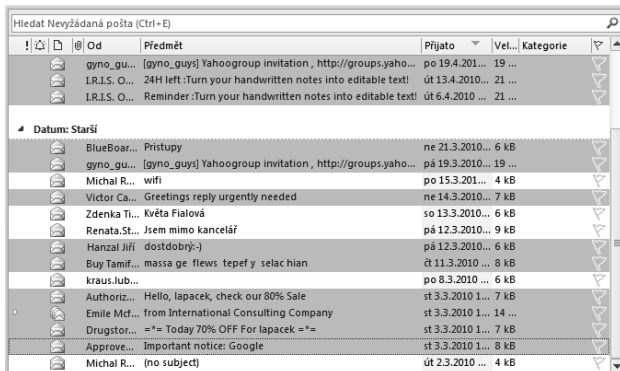 Hledat Nevyžádaná pošta (Ctrl+E)
! Od Předmět Přijato Vel... Kategorie
gyno_gu... [gyno_guys] Yahoogroup invitation , http://groups.yaho... po 19.4.201... 19 ...
I.R.I.S. O... 24H left :Turn your handwritten notes into editable text! út 13.4.2010... 21 ...
I.R.I.S. O... Reminder :Turn your handwritten notes into editable text! út 6.4.2010 ... 21 ...
Datum: Starší
BlueBoar... Pristupy ne 21.3.2010... 6 kB
gyno_gu... [gyno_guys] Yahoogroup invitation , http://groups.yaho... pá 19.3.2010... 19 ...
Michal R... wifi po 15.3.201... 4 kB
Victor Ca... Greetings reply urgently needed ne 14.3.2010... 7 kB
Zdenka Ti... Květa Fialová so 13.3.2010... 6 kB
Renata.St... Jsem mimo kancelář pá 12.3.2010... 9 kB
Hanzal Jiří dostdobrý:-) pá 12.3.2010... 6 kB
Buy Tamif... massa ge flews tepef y selac hian čt 11.3.2010 ... 8 kB
kraus.lub... po 8.3.2010 ... 6 kB
Authoriz... Hello, lapacek, check our 80% Sale st 3.3.2010 1... 7 kB
Emile Mcf... from International Consulting Company st 3.3.2010 1... 14 ...
Drugstor... =*= Today 70% OFF For lapacek =*= st 3.3.2010 1... 7 kB
Approve... Important notice: Google st 3.3.2010 1... 8 kB
Michal R... (no subject) út 2.3.2010 ... 4 kB